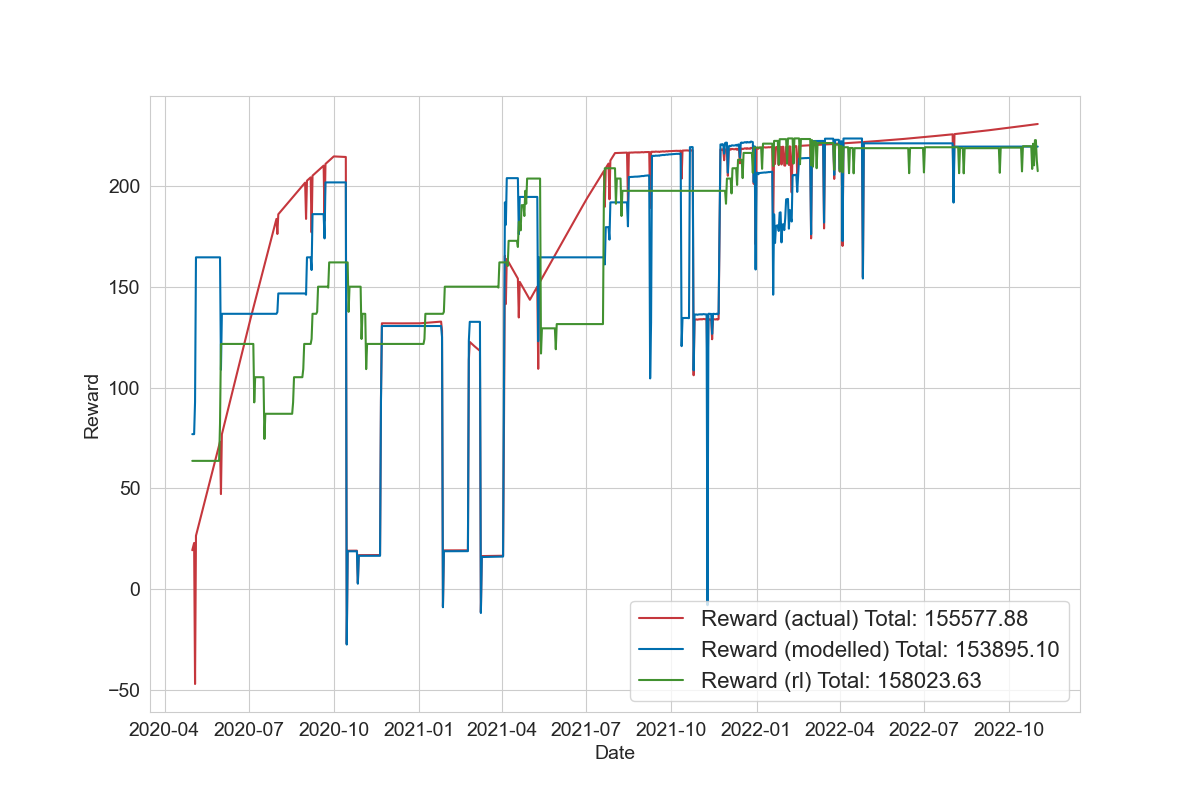 200
150
100
50
0
−50
Reward
Reward (actual) Total: 155577.88
Reward (modelled) Total: 153895.10
Reward (rl) Total: 158023.63
2020-04 2020-07 2020-10 2021-01 2021-04 2021-07 2021-10 2022-01 2022-04 2022-07 2022-10
Date